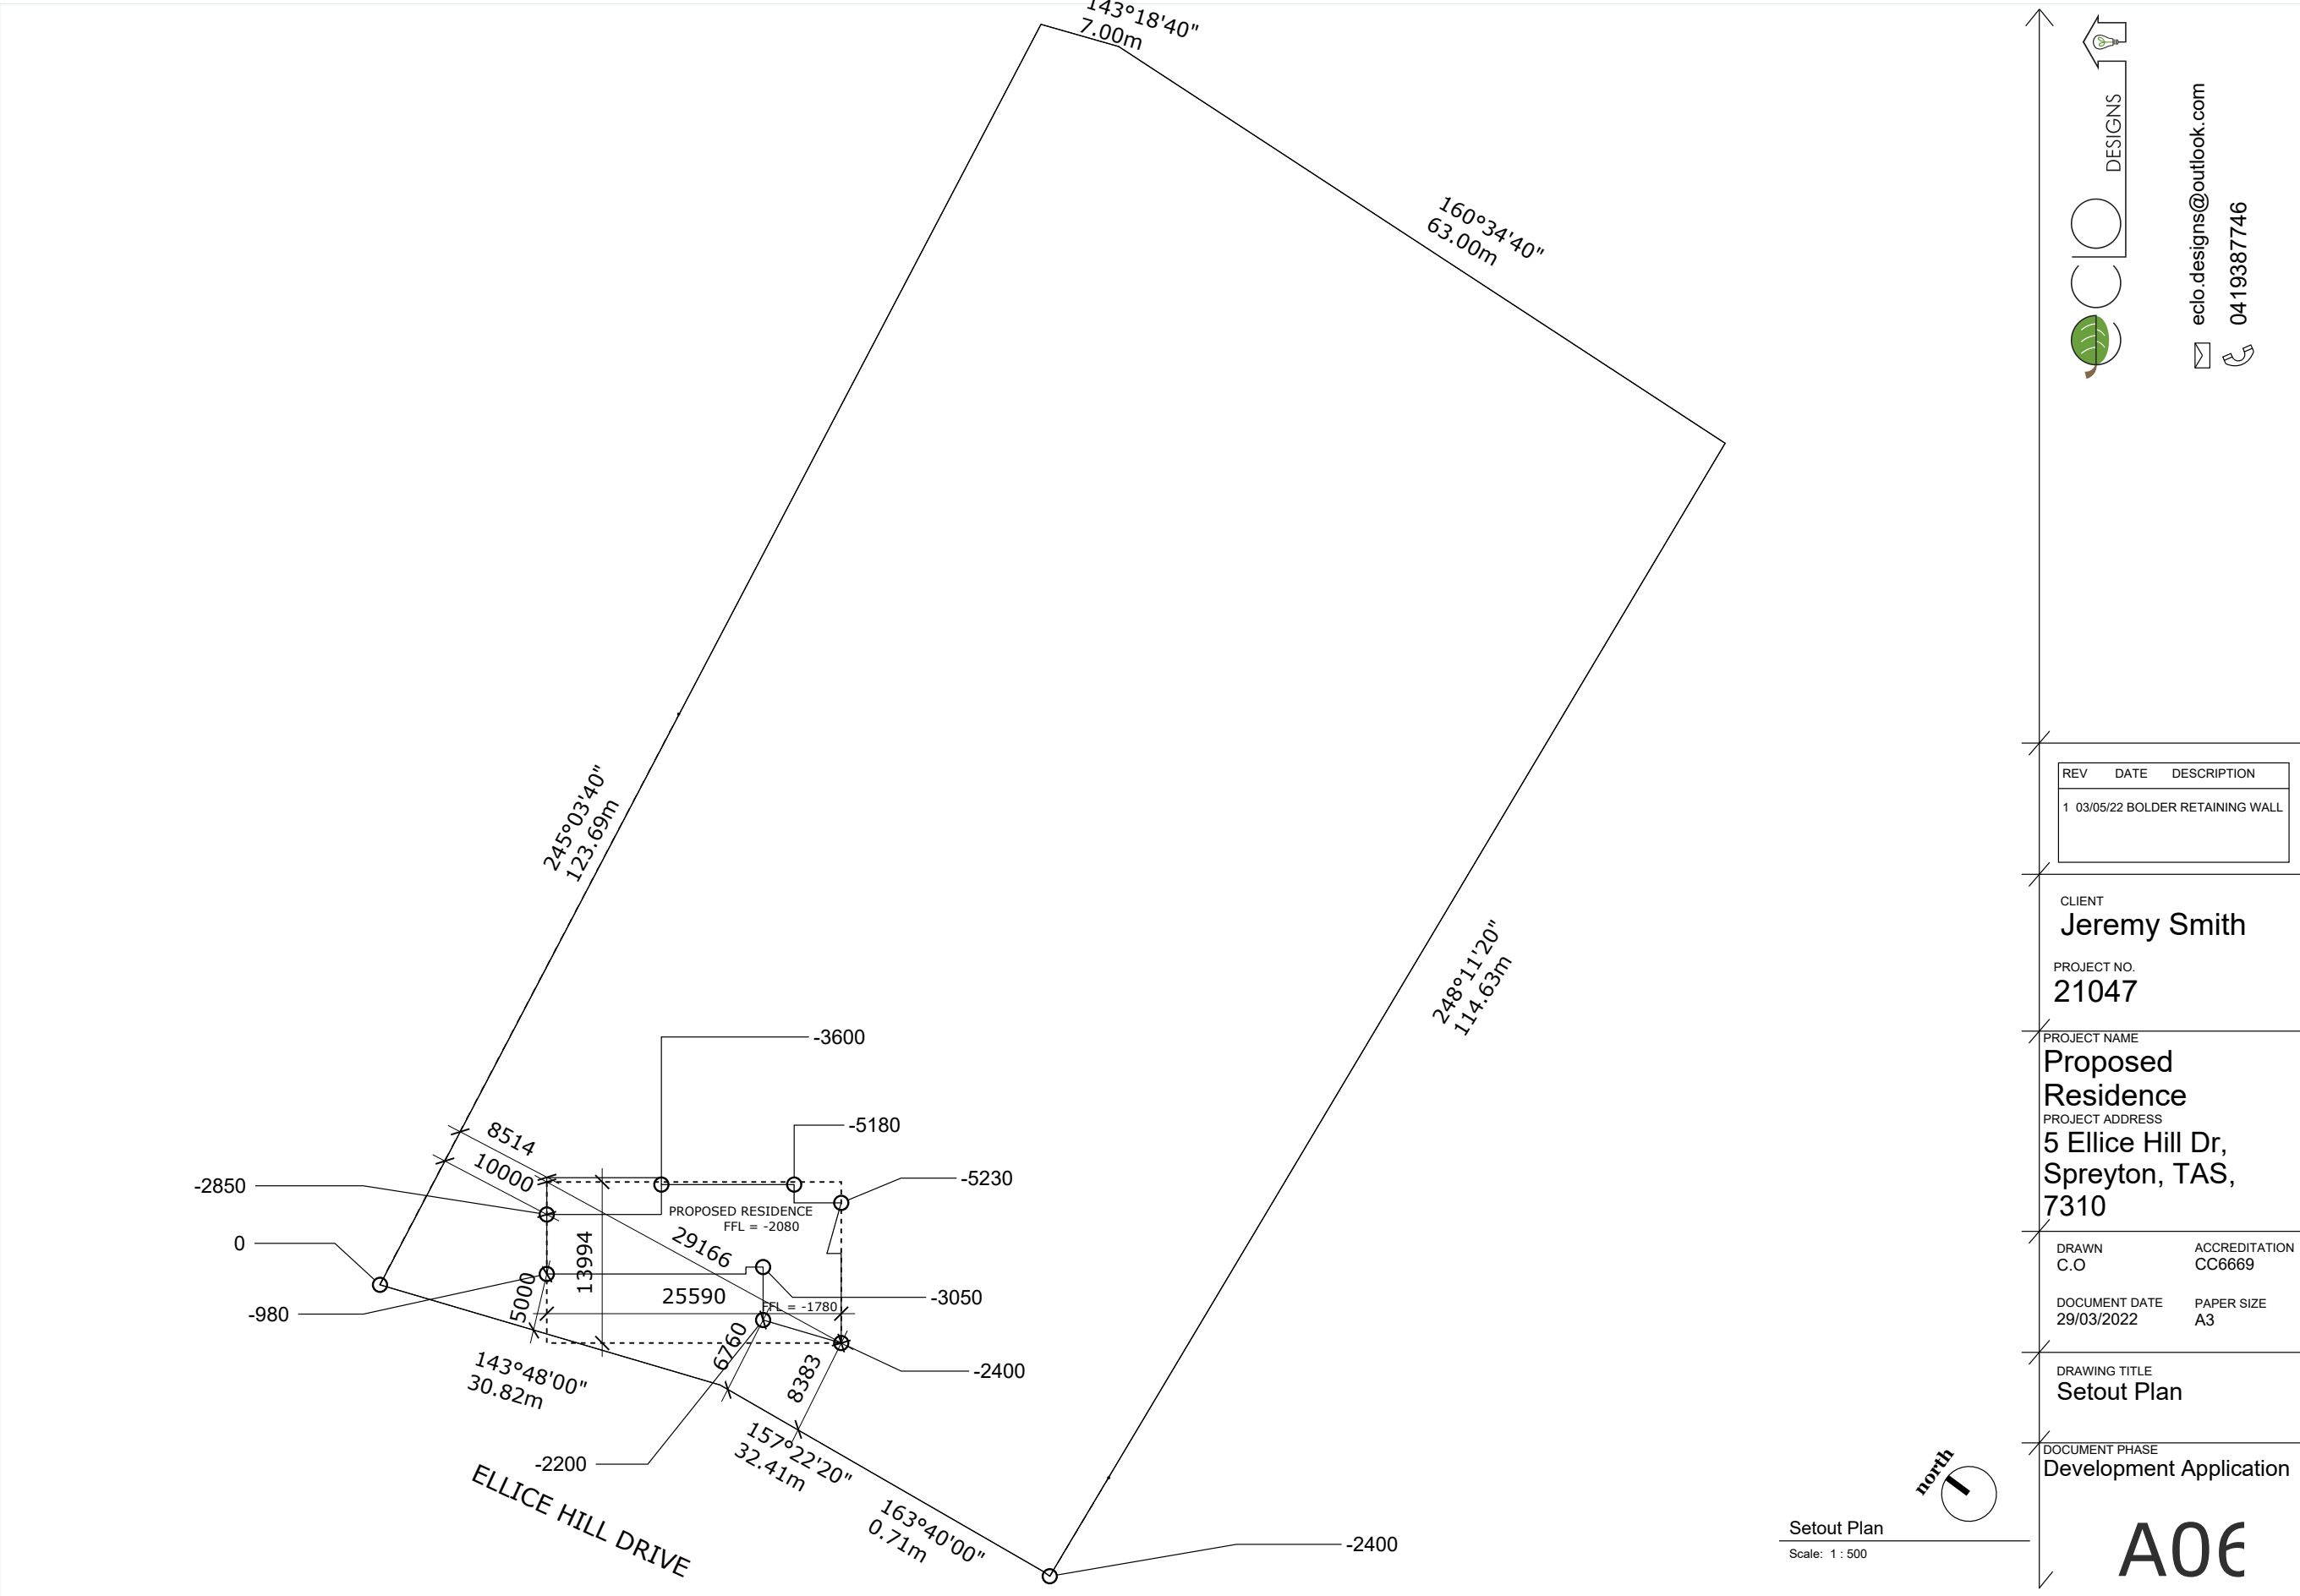 143°18'40"
7.00m
160°34'40"
63.00m
245°03'40"
123.69m
248°11'20"
114.63m
-3600
-5180
8514
10000
-2850
-5230
PROPOSED RESIDENCE
FFL = -2080
29166
13994
0
5000
25590
-3050
FFL = -1780
-980
6760
8383
-2400
143°48'00"
30.82m
157°22'20"
32.41m
-2200
ELLICE HILL DRIVE
163°40'00"
0.71m
-2400
north
Setout Plan
Scale: 1 : 500
DESIGNS
eclo.designs@outlook.com
0419387746
REV DATE DESCRIPTION
1 03/05/22 BOLDER RETAINING WALL
CLIENT
Jeremy Smith
PROJECT NO.
21047
PROJECT NAME
Proposed
Residence
PROJECT ADDRESS
5 Ellice Hill Dr,
Spreyton, TAS,
7310
DRAWN ACCREDITATION
C.O CC6669
DOCUMENT DATE PAPER SIZE
29/03/2022 A3
DRAWING TITLE
Setout Plan
DOCUMENT PHASE
Development Application
A06